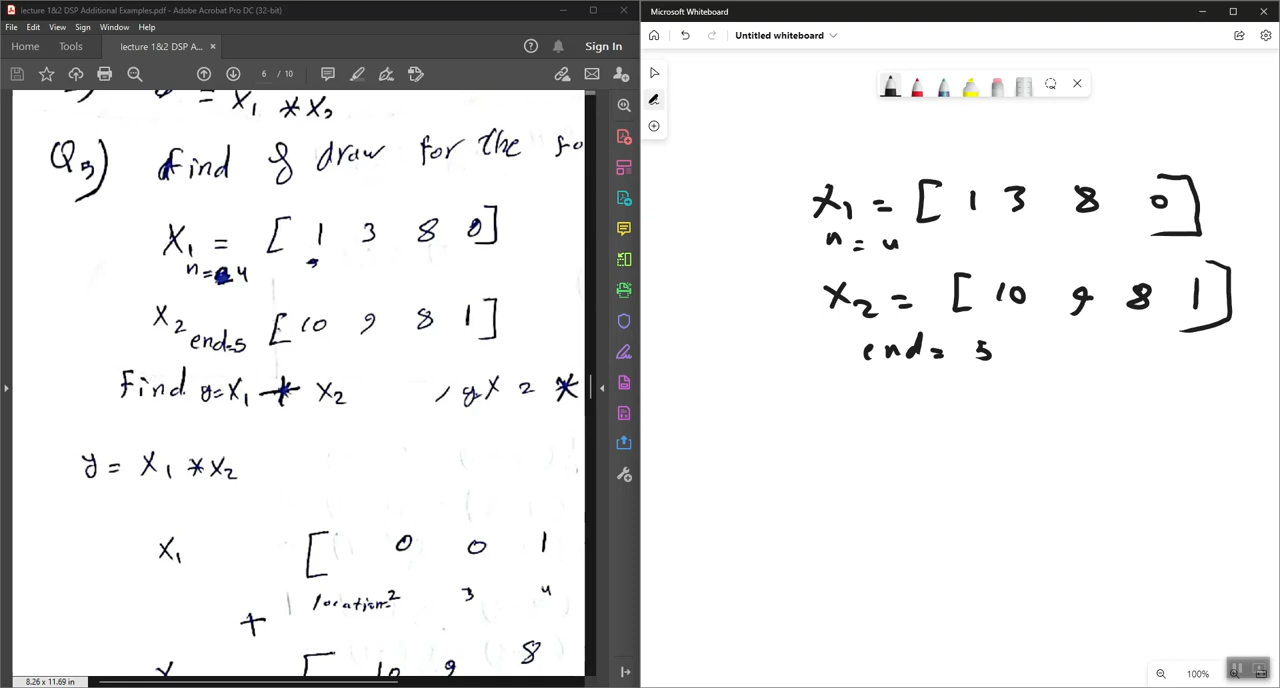 lecture 1&2 DSP Additional Examples.pdf - Adobe Acrobat Pro DC (32-bit)
File Edit View Sign Window Help
Home Tools lecture 1&2 DSP A... × Sign In
6 / 10
= X1 * X2
Q5) find & draw for the fo
X1 = [ 1 3 8 0 ]
n = 4
X2 [ 10 9 8 1 ]
end=5
Find y=X1 * X2 , y X 2 *
y = X1 * X2
X1 [ 0 0 1
location=2 3 4
+
[ 10 9 8
8.26 x 11.69 in
Microsoft Whiteboard
Untitled whiteboard
X1 = [ 1 3 8 0 ]
n = 4
X2 = [ 10 9 8 1 ]
end = 5
100%